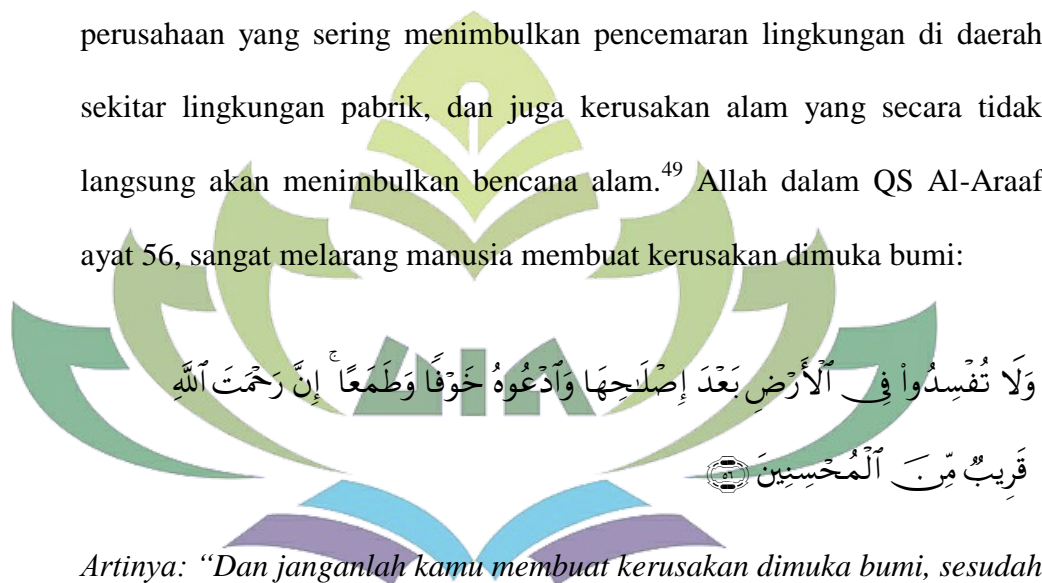 perusahaan yang sering menimbulkan pencemaran lingkungan di daerah
sekitar lingkungan pabrik, dan juga kerusakan alam yang secara tidak
langsung akan menimbulkan bencana alam.49 Allah dalam QS Al-Araaf
ayat 56, sangat melarang manusia membuat kerusakan dimuka bumi:
وَلَا تُفْسِدُوا۟ فِى ٱلْأَرْضِ بَعْدَ إِصْلَـٰحِهَا وَٱدْعُوهُ خَوْفًا وَطَمَعًا ۚ إِنَّ رَحْمَتَ ٱللَّهِ
قَرِيبٌ مِّنَ ٱلْمُحْسِنِينَ ۝٥٦
Artinya: “Dan janganlah kamu membuat kerusakan dimuka bumi, sesudah